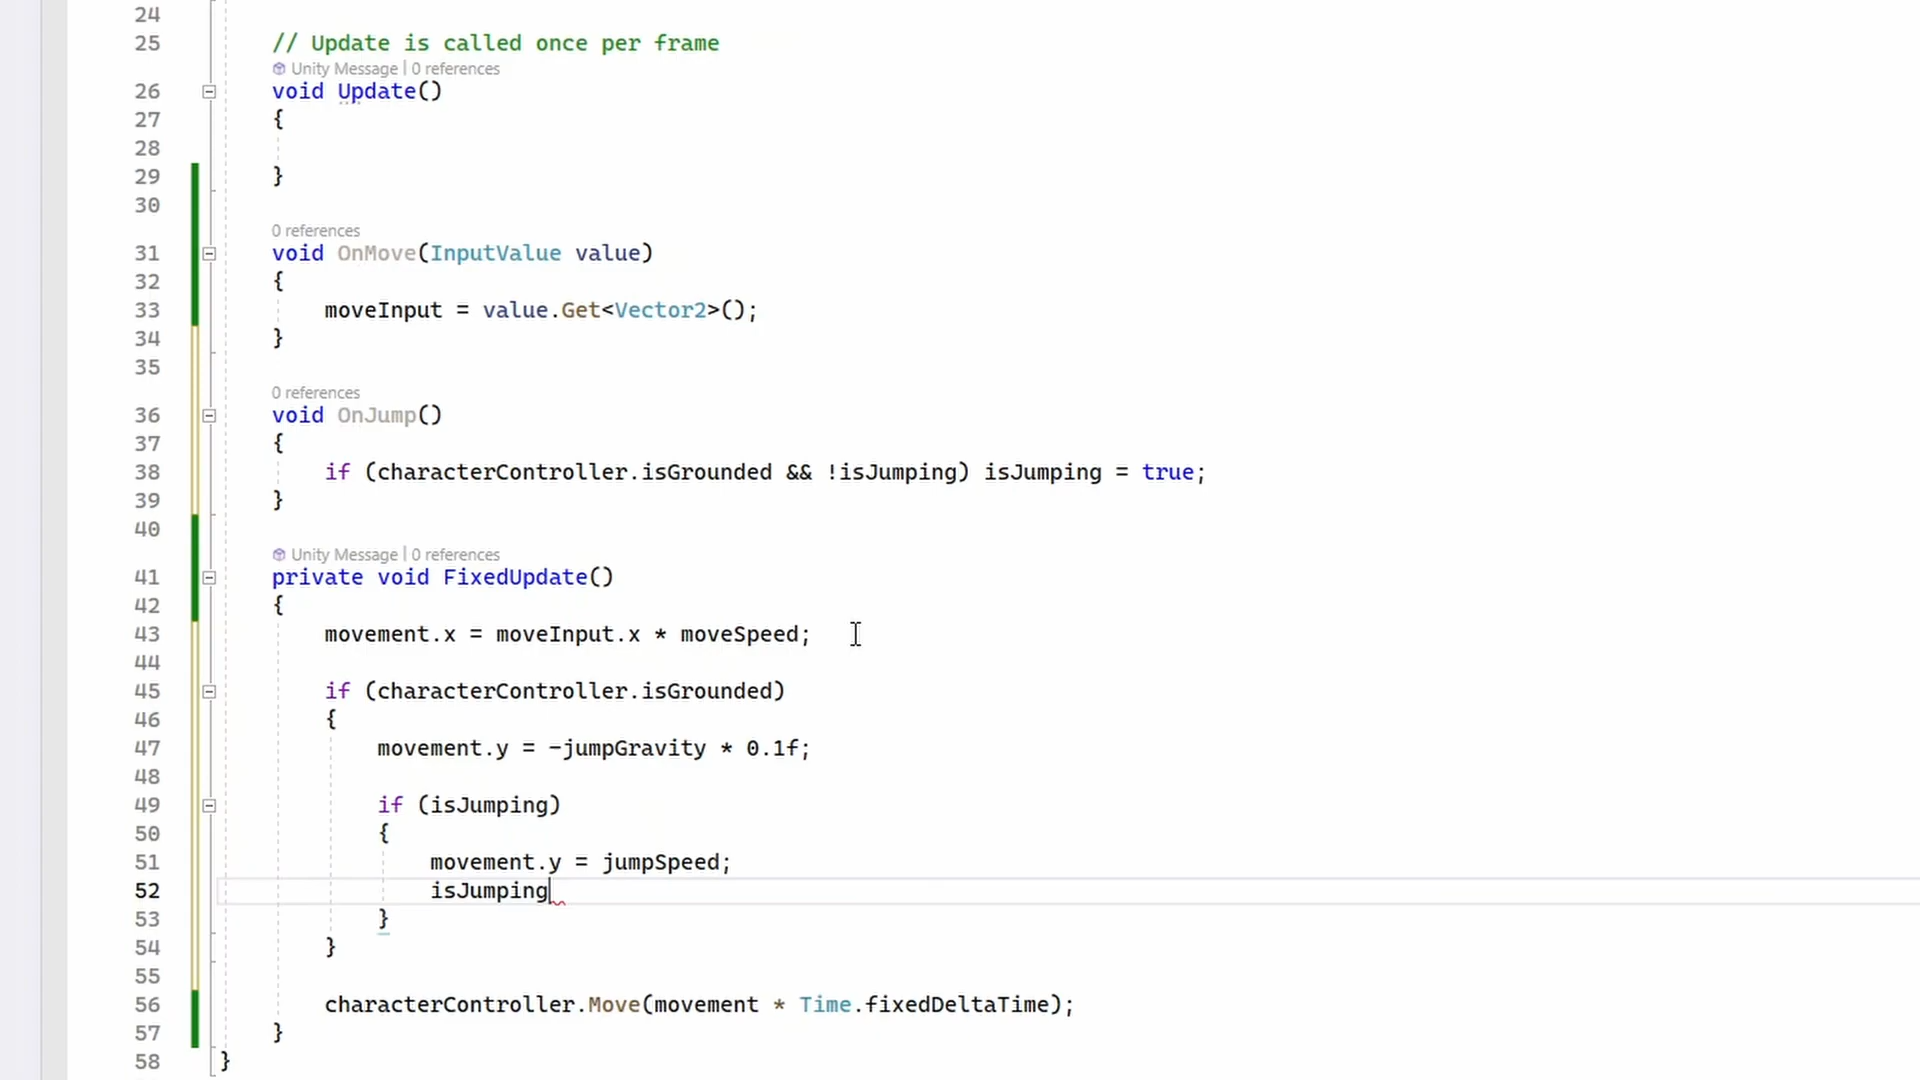 24
25 // Update is called once per frame
Unity Message | 0 references
26 void Update()
27 {
28
29 }
30
0 references
31 void OnMove(InputValue value)
32 {
33 moveInput = value.Get<Vector2>();
34 }
35
0 references
36 void OnJump()
37 {
38 if (characterController.isGrounded && !isJumping) isJumping = true;
39 }
40
Unity Message | 0 references
41 private void FixedUpdate()
42 {
43 movement.x = moveInput.x * moveSpeed;
44
45 if (characterController.isGrounded)
46 {
47 movement.y = -jumpGravity * 0.1f;
48
49 if (isJumping)
50 {
51 movement.y = jumpSpeed;
52 isJumping
53 }
54 }
55
56 characterController.Move(movement * Time.fixedDeltaTime);
57 }
58 }